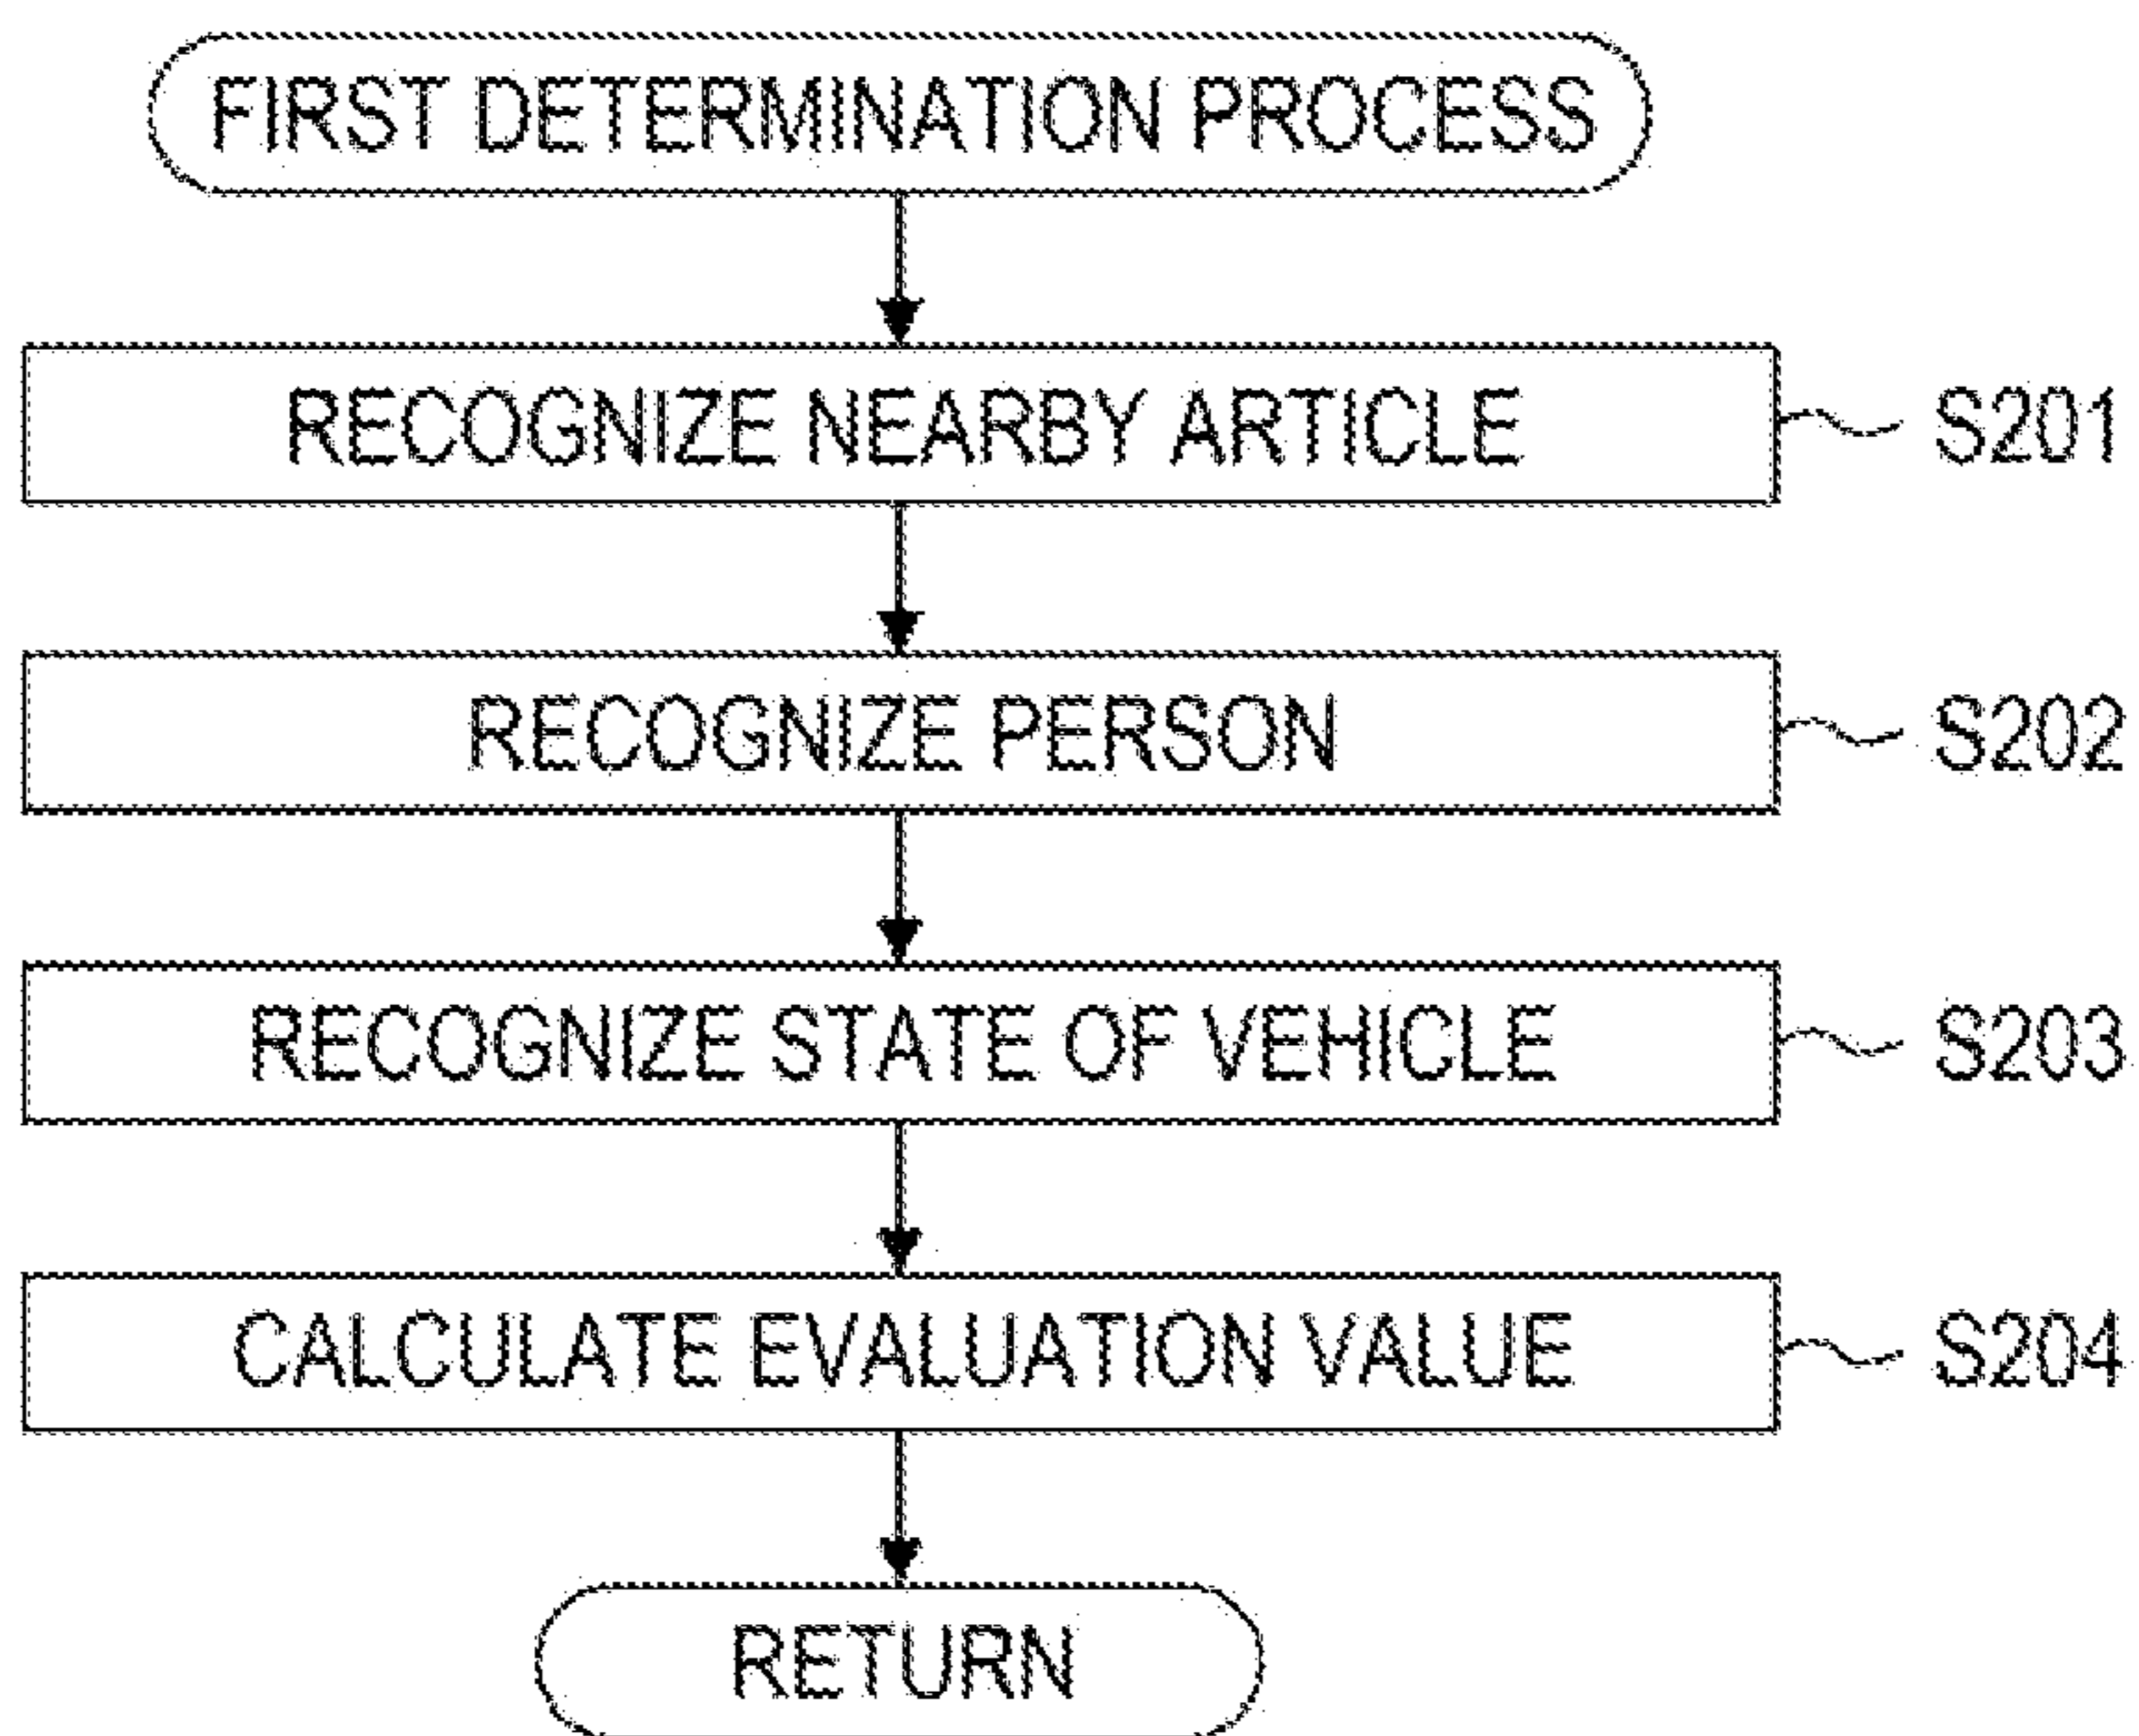 FIRST DETERMINATION PROCESS
RECOGNIZE NEARBY ARTICLE S201
RECOGNIZE PERSON S202
RECOGNIZE STATE OF VEHICLE S203
CALCULATE EVALUATION VALUE S204
RETURN